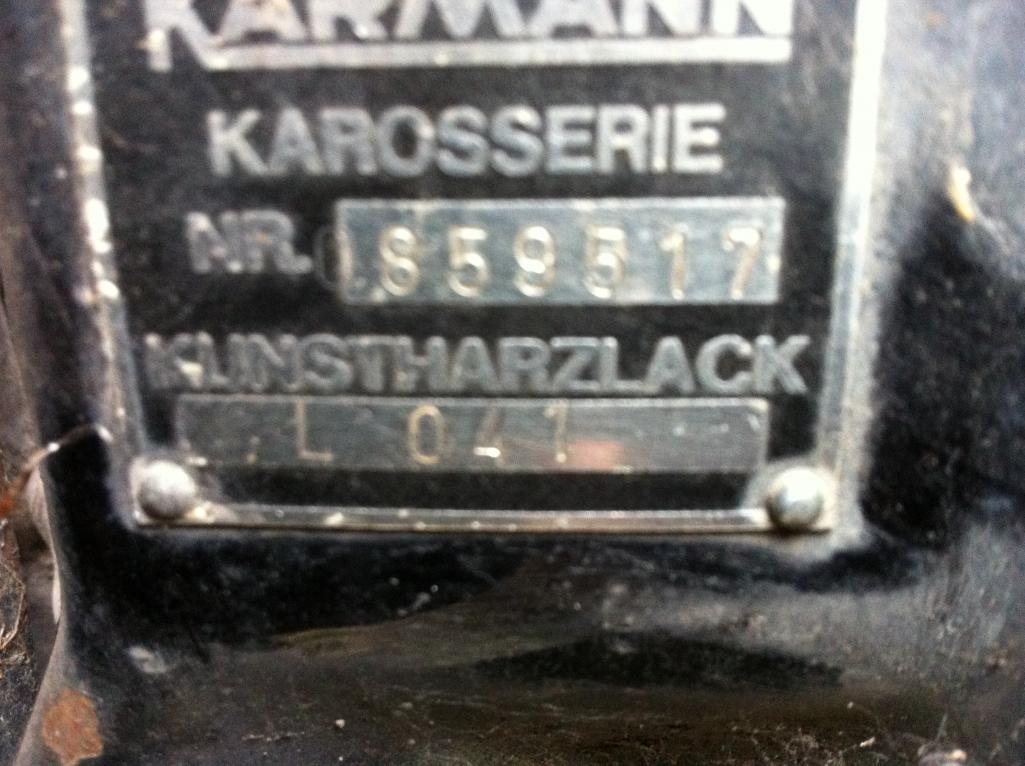 KARMANN
KAROSSERIE
NR. 859517
KUNSTHARZLACK
L 041